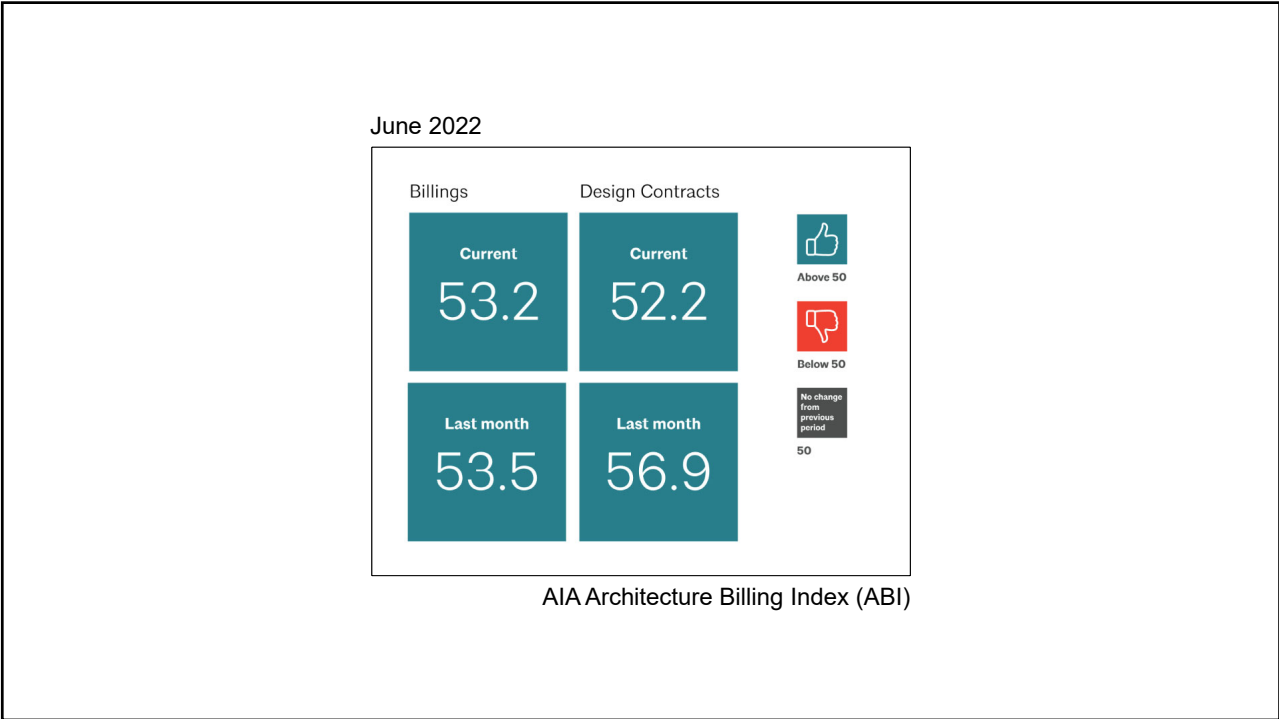 June 2022
Billings
Design Contracts
Current
53.2
Current
52.2
Last month
53.5
Last month
56.9
Above 50
Below 50
No change
from
previous
period
50
AIA Architecture Billing Index (ABI)